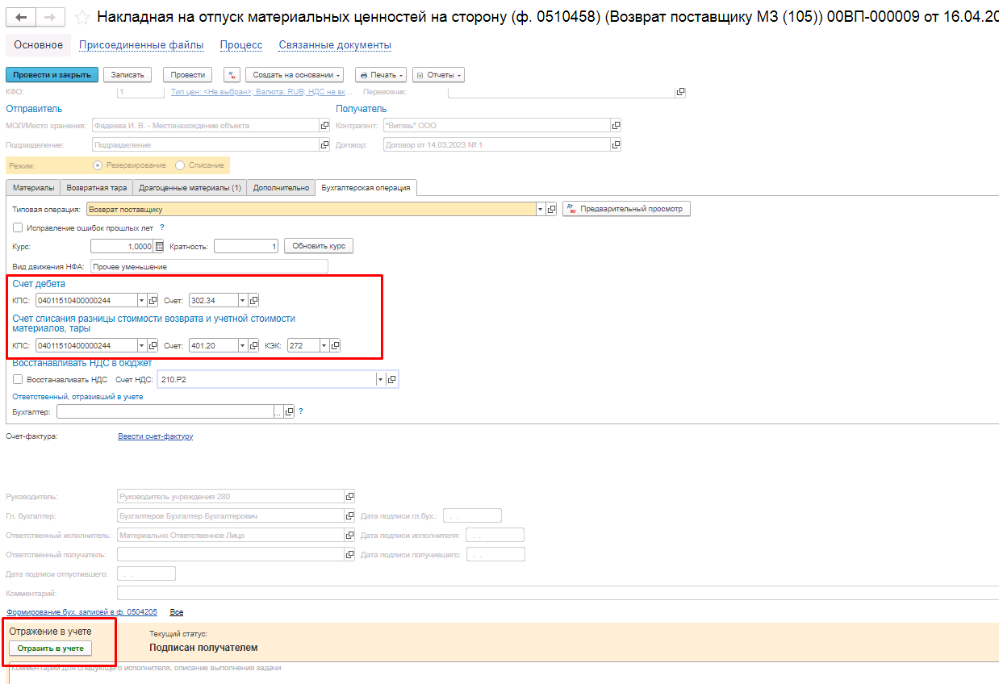 Накладная на отпуск материальных ценностей на сторону (ф. 0510458) (Возврат поставщику МЗ (105)) 00ВП-000009 от 16.04.20
Основное Присоединенные файлы Процесс Связанные документы
Провести и закрыть Записать Провести Создать на основании Печать Отчеты
КФО: 1 Тип цен: <Не выбран>; Валюта: RUB; НДС не вк... Перевозчик:
Отправитель Получатель
МОЛ/Место хранения: Фадеева И. В. - Местонахождение объекта Контрагент: "Витязь" ООО
Подразделение: Подразделение Договор: Договор от 14.03.2023 № 1
Режим: Резервирование Списание
Материалы Возвратная тара Драгоценные материалы (1) Дополнительно Бухгалтерская операция
Типовая операция: Возврат поставщику Дт Кт Предварительный просмотр
Исправление ошибок прошлых лет ?
Курс: 1,0000 Кратность: 1 Обновить курс
Вид движения НФА: Прочее уменьшение
Счет дебета
КПС: 04011510400000244 Счет: 302.34
Счет списания разницы стоимости возврата и учетной стоимости
материалов, тары
КПС: 04011510400000244 Счет: 401.20 КЭК: 272
Восстанавливать НДС в бюджет
Восстанавливать НДС Счет НДС: 210.Р2
Ответственный, отразивший в учете
Бухгалтер: ... ?
Счет-фактура: Ввести счет-фактуру
Руководитель: Руководитель учреждения 280
Гл. бухгалтер: Бухгалтеров Бухгалтер Бухгалтерович Дата подписи гл.бух.: . .
Ответственный исполнитель: Материально Ответственное Лицо Дата подписи исполнителя: . .
Ответственный получатель: Дата подписи получившего: . .
Дата подписи отпустившего: . .
Комментарий:
Формирование бух. записей в ф. 0504205 Все
Отражение в учете Текущий статус:
Отразить в учете Подписан получателем
Комментарий для следующего исполнителя, описание выполнения задачи